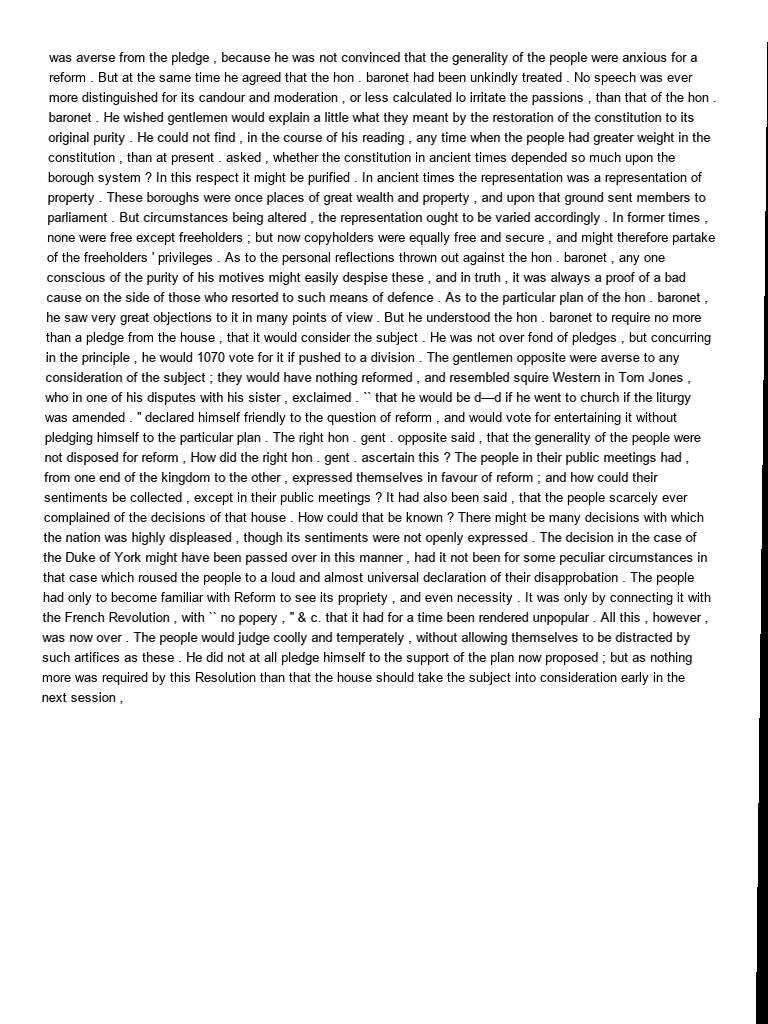 was averse from the pledge , because he was not convinced that the generality of the people were anxious for a
reform . But at the same time he agreed that the hon . baronet had been unkindly treated . No speech was ever
more distinguished for its candour and moderation , or less calculated lo irritate the passions , than that of the hon .
baronet . He wished gentlemen would explain a little what they meant by the restoration of the constitution to its
original purity . He could not find , in the course of his reading , any time when the people had greater weight in the
constitution , than at present . asked , whether the constitution in ancient times depended so much upon the
borough system ? In this respect it might be purified . In ancient times the representation was a representation of
property . These boroughs were once places of great wealth and property , and upon that ground sent members to
parliament . But circumstances being altered , the representation ought to be varied accordingly . In former times ,
none were free except freeholders ; but now copyholders were equally free and secure , and might therefore partake
of the freeholders ' privileges . As to the personal reflections thrown out against the hon . baronet , any one
conscious of the purity of his motives might easily despise these , and in truth , it was always a proof of a bad
cause on the side of those who resorted to such means of defence . As to the particular plan of the hon . baronet ,
he saw very great objections to it in many points of view . But he understood the hon . baronet to require no more
than a pledge from the house , that it would consider the subject . He was not over fond of pledges , but concurring
in the principle , he would 1070 vote for it if pushed to a division . The gentlemen opposite were averse to any
consideration of the subject ; they would have nothing reformed , and resembled squire Western in Tom Jones ,
who in one of his disputes with his sister , exclaimed . `` that he would be d—d if he went to church if the liturgy
was amended . " declared himself friendly to the question of reform , and would vote for entertaining it without
pledging himself to the particular plan . The right hon . gent . opposite said , that the generality of the people were
not disposed for reform , How did the right hon . gent . ascertain this ? The people in their public meetings had ,
from one end of the kingdom to the other , expressed themselves in favour of reform ; and how could their
sentiments be collected , except in their public meetings ? It had also been said , that the people scarcely ever
complained of the decisions of that house . How could that be known ? There might be many decisions with which
the nation was highly displeased , though its sentiments were not openly expressed . The decision in the case of
the Duke of York might have been passed over in this manner , had it not been for some peculiar circumstances in
that case which roused the people to a loud and almost universal declaration of their disapprobation . The people
had only to become familiar with Reform to see its propriety , and even necessity . It was only by connecting it with
the French Revolution , with `` no popery , " & c. that it had for a time been rendered unpopular . All this , however ,
was now over . The people would judge coolly and temperately , without allowing themselves to be distracted by
such artifices as these . He did not at all pledge himself to the support of the plan now proposed ; but as nothing
more was required by this Resolution than that the house should take the subject into consideration early in the
next session ,